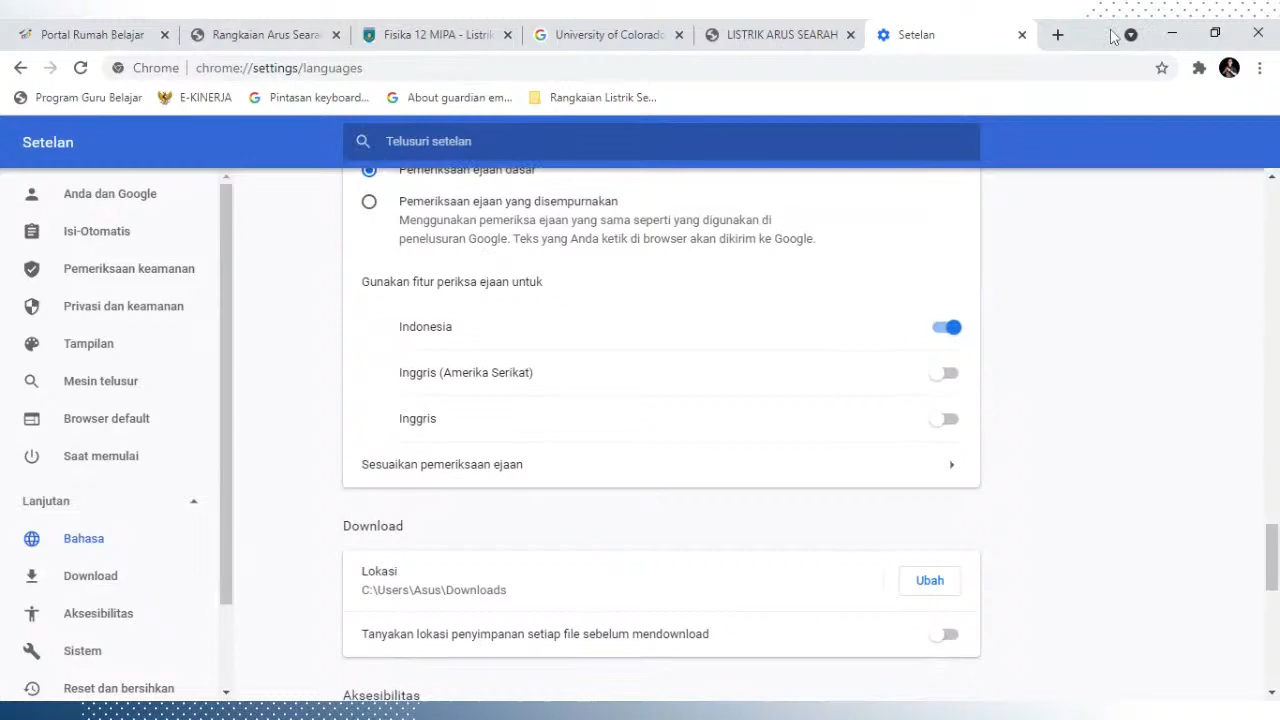 Portal Rumah Belajar
Rangkaian Arus Seara
Fisika 12 MIPA - Listrik
University of Colorado
LISTRIK ARUS SEARAH
Setelan
Chrome
chrome://settings/languages
Program Guru Belajar
E-KINERJA
Pintasan keyboard...
About guardian em...
Rangkaian Listrik Se...
Setelan
Telusuri setelan
Anda dan Google
Isi-Otomatis
Pemeriksaan keamanan
Privasi dan keamanan
Tampilan
Mesin telusur
Browser default
Saat memulai
Lanjutan
Bahasa
Download
Aksesibilitas
Sistem
Reset dan bersihkan
Pemeriksaan ejaan dasar
Pemeriksaan ejaan yang disempurnakan
Menggunakan pemeriksa ejaan yang sama seperti yang digunakan di
penelusuran Google. Teks yang Anda ketik di browser akan dikirim ke Google.
Gunakan fitur periksa ejaan untuk
Indonesia
Inggris (Amerika Serikat)
Inggris
Sesuaikan pemeriksaan ejaan
Download
Lokasi
C:\Users\Asus\Downloads
Ubah
Tanyakan lokasi penyimpanan setiap file sebelum mendownload
Aksesibilitas